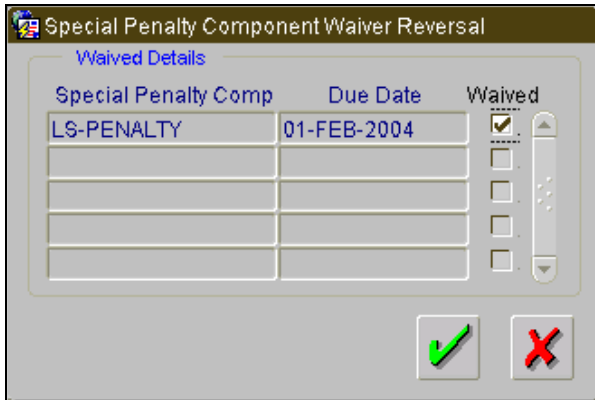 Special Penalty Component Waiver Reversal
Waived Details
Special Penalty Comp Due Date Waived
LS-PENALTY 01-FEB-2004